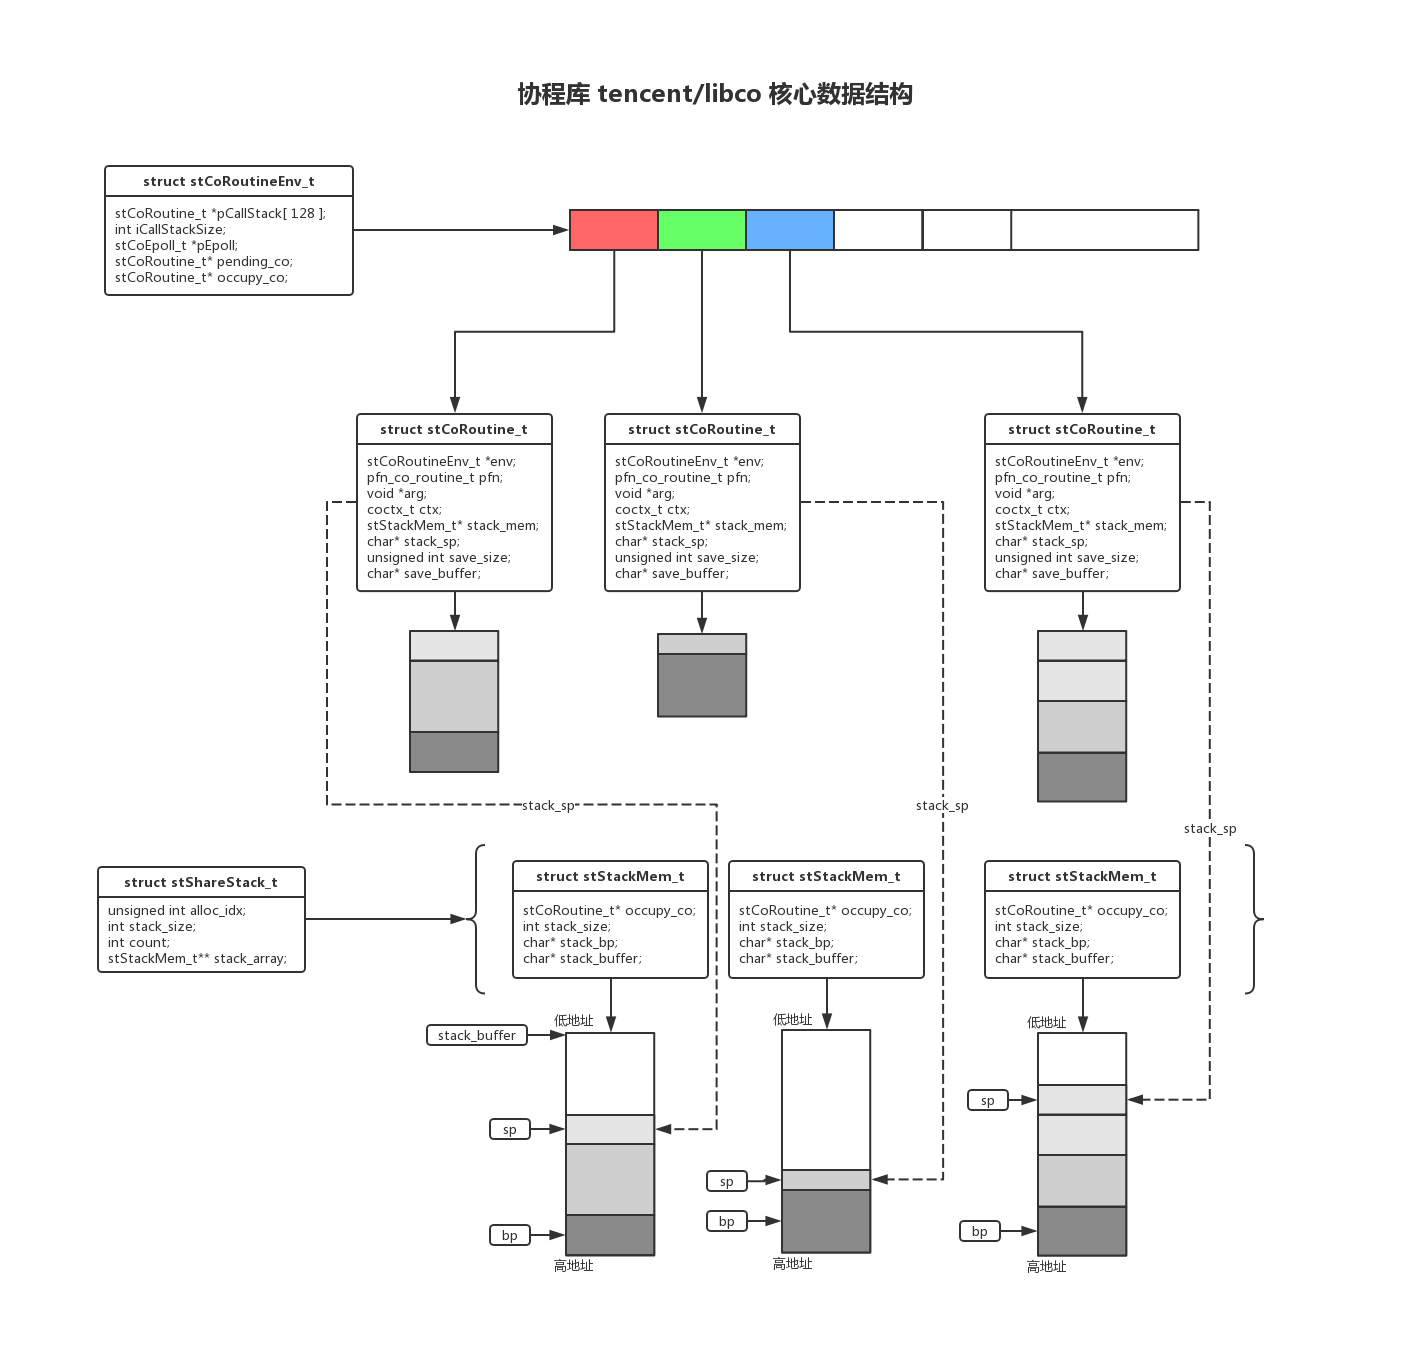 协程库 tencent/libco 核心数据结构
struct stCoRoutineEnv_t
stCoRoutine_t *pCallStack[ 128 ];
int iCallStackSize;
stCoEpoll_t *pEpoll;
stCoRoutine_t* pending_co;
stCoRoutine_t* occupy_co;
struct stCoRoutine_t
stCoRoutineEnv_t *env;
pfn_co_routine_t pfn;
void *arg;
coctx_t ctx;
stStackMem_t* stack_mem;
char* stack_sp;
unsigned int save_size;
char* save_buffer;
struct stCoRoutine_t
stCoRoutineEnv_t *env;
pfn_co_routine_t pfn;
void *arg;
coctx_t ctx;
stStackMem_t* stack_mem;
char* stack_sp;
unsigned int save_size;
char* save_buffer;
struct stCoRoutine_t
stCoRoutineEnv_t *env;
pfn_co_routine_t pfn;
void *arg;
coctx_t ctx;
stStackMem_t* stack_mem;
char* stack_sp;
unsigned int save_size;
char* save_buffer;
stack_sp
stack_sp
stack_sp
struct stShareStack_t
unsigned int alloc_idx;
int stack_size;
int count;
stStackMem_t** stack_array;
struct stStackMem_t
stCoRoutine_t* occupy_co;
int stack_size;
char* stack_bp;
char* stack_buffer;
struct stStackMem_t
stCoRoutine_t* occupy_co;
int stack_size;
char* stack_bp;
char* stack_buffer;
struct stStackMem_t
stCoRoutine_t* occupy_co;
int stack_size;
char* stack_bp;
char* stack_buffer;
低地址
stack_buffer
sp
bp
高地址
低地址
sp
bp
高地址
低地址
sp
bp
高地址